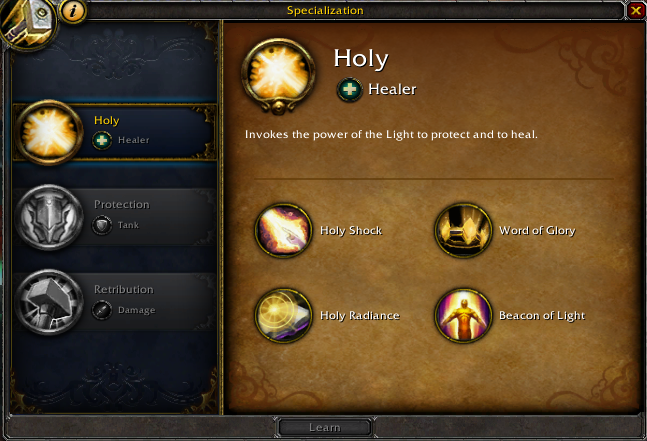 Specialization
Holy
Healer
Protection
Tank
Retribution
Damage
Holy
Healer
Invokes the power of the Light to protect and to heal.
Holy Shock
Word of Glory
Holy Radiance
Beacon of Light
Learn